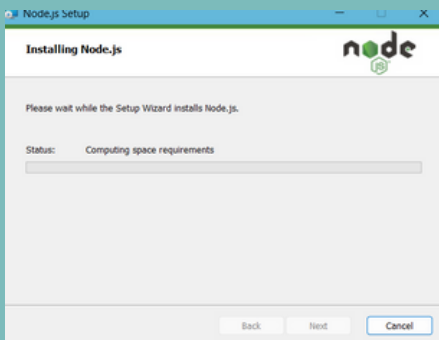 Node.js Setup
Installing Node.js
node
JS
Please wait while the Setup Wizard installs Node.js.
Status: Computing space requirements
Back Next Cancel